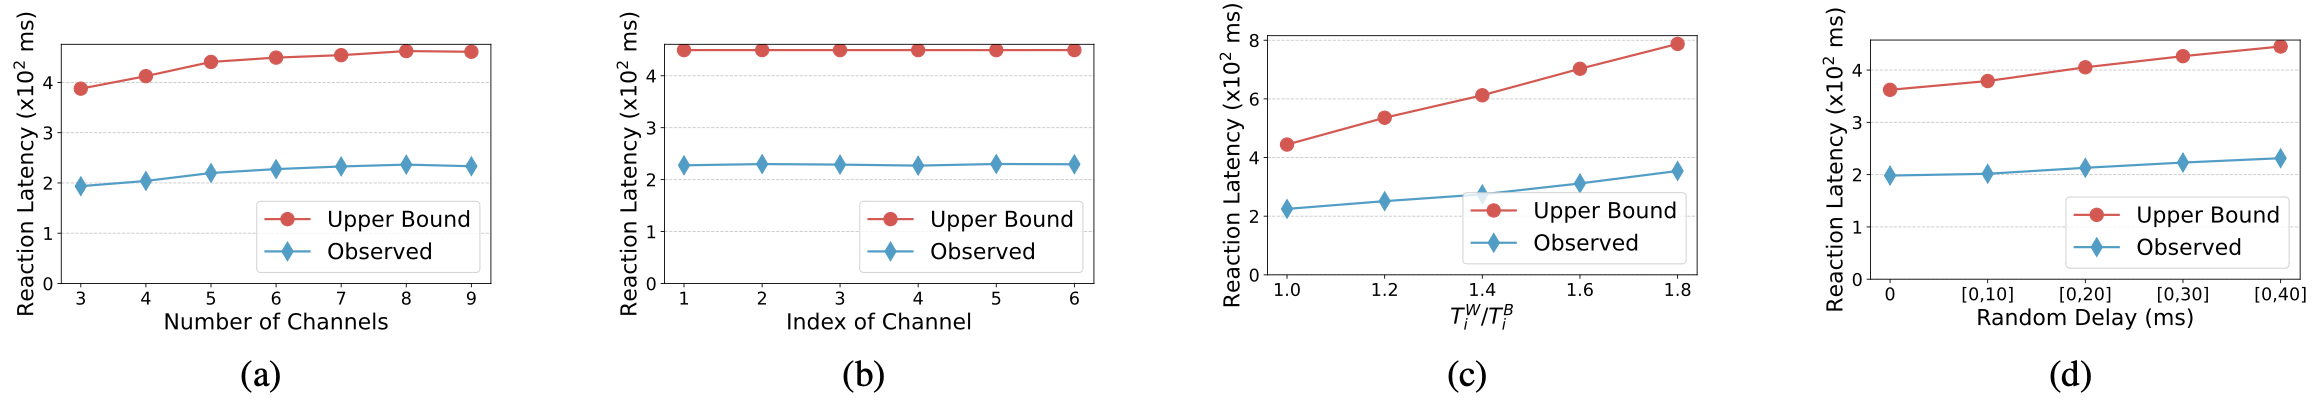 Reaction Latency (x10² ms)
4
3
2
1
0
3 4 5 6 7 8 9
Number of Channels
Upper Bound
Observed
(a)
Reaction Latency (x10² ms)
4
3
2
1
0
1 2 3 4 5 6
Index of Channel
Upper Bound
Observed
(b)
Reaction Latency (x10² ms)
8
6
4
2
0
1.0 1.2 1.4 1.6 1.8
T_i^W/T_i^B
Upper Bound
Observed
(c)
Reaction Latency (x10² ms)
4
3
2
1
0
0 [0,10] [0,20] [0,30] [0,40]
Random Delay (ms)
Upper Bound
Observed
(d)